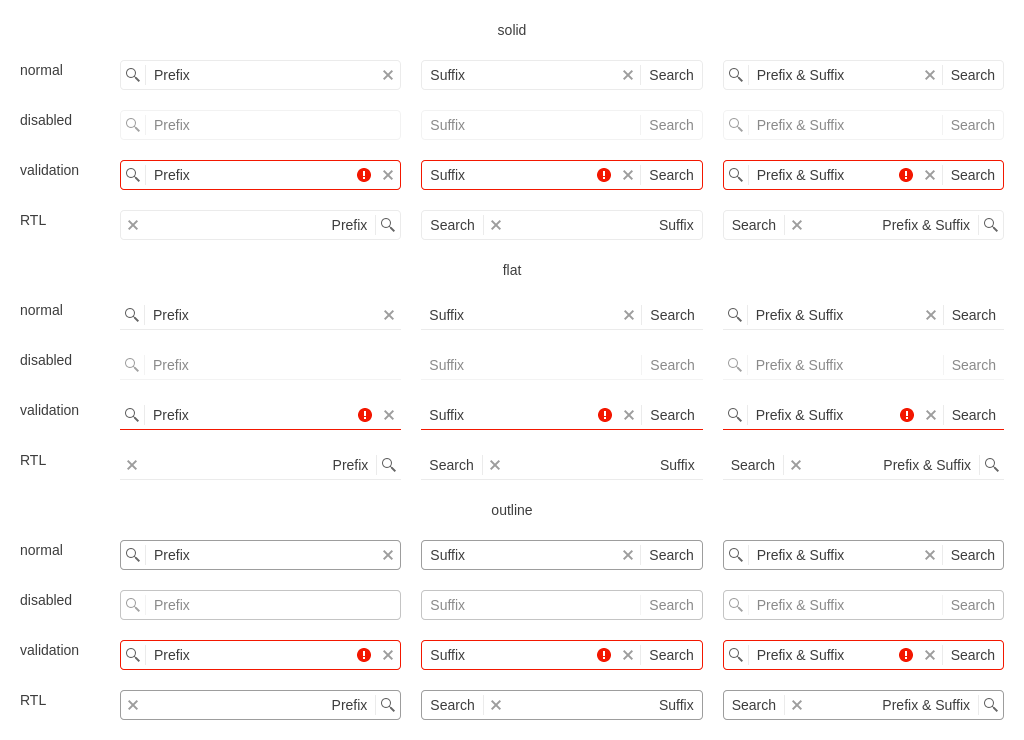 solid
normal Prefix Suffix Search Prefix & Suffix Search
disabled Prefix Suffix Search Prefix & Suffix Search
validation Prefix Suffix Search Prefix & Suffix Search
RTL Prefix Search Suffix Search Prefix & Suffix
flat
normal Prefix Suffix Search Prefix & Suffix Search
disabled Prefix Suffix Search Prefix & Suffix Search
validation Prefix Suffix Search Prefix & Suffix Search
RTL Prefix Search Suffix Search Prefix & Suffix
outline
normal Prefix Suffix Search Prefix & Suffix Search
disabled Prefix Suffix Search Prefix & Suffix Search
validation Prefix Suffix Search Prefix & Suffix Search
RTL Prefix Search Suffix Search Prefix & Suffix